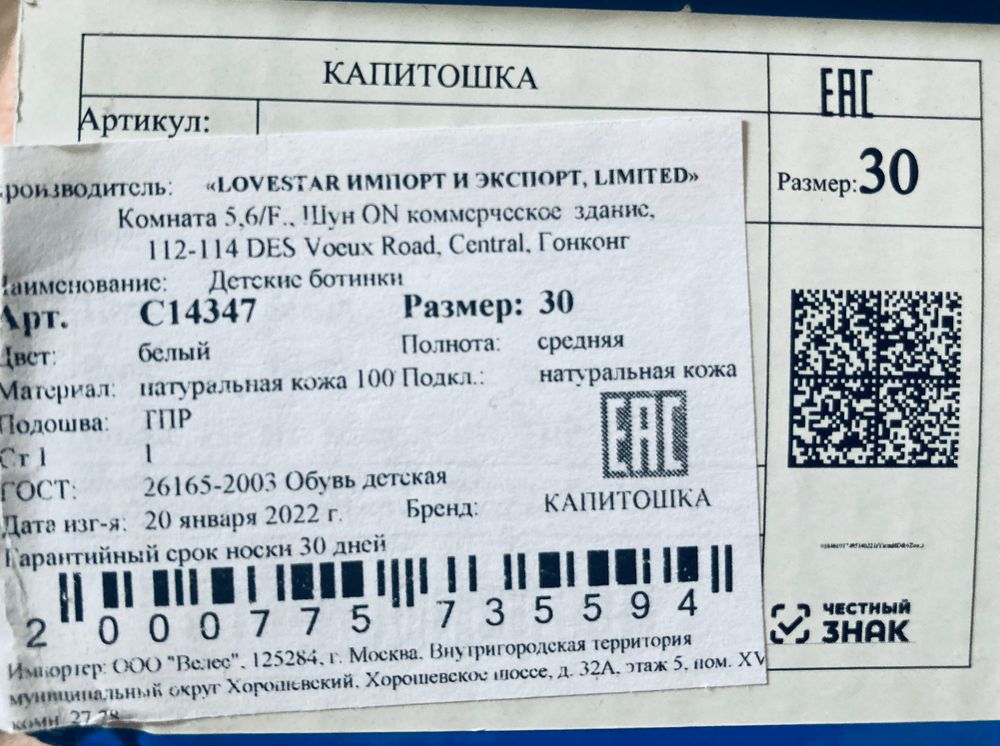 КАПИТОШКА
EAC
Артикул:
Размер:30
роизводитель: «LOVESTAR ИМПОРТ И ЭКСПОРТ, LIMITED»
Комната 5,6/F., Шун ON коммерческое здание,
112-114 DES Voeux Road, Central, Гонконг
аименование: Детские ботинки
Арт. С14347 Размер: 30
Цвет: белый Полнота: средняя
Материал: натуральная кожа 100 Подкл.: натуральная кожа
Подошва: ТПР
Ст 1 1
EAC
ГОСТ: 26165-2003 Обувь детская
Дата изг-я: 20 января 2022 г. Бренд: КАПИТОШКА
Гарантийный срок носки 30 дней
2 000775 735594
Импортер: ООО "Велес", 125284, г. Москва, Внутригородская территория
муниципальный округ Хорошевский, Хорошевское шоссе, д. 32А, этаж 5, пом. XV
комн. 27,28
ЧЕСТНЫЙ
ЗНАК